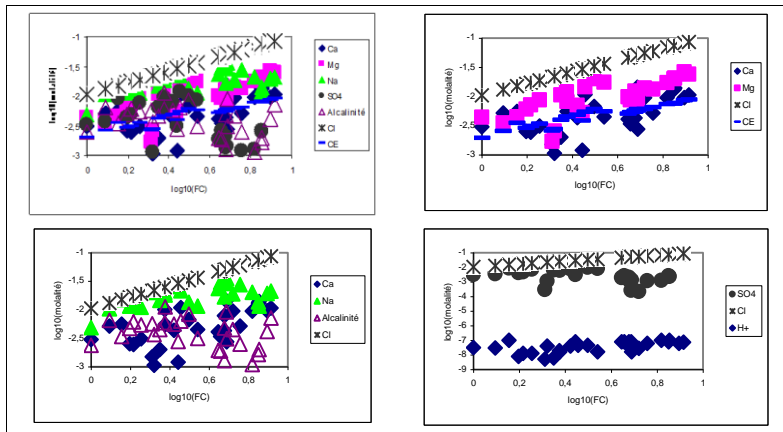 -1
-1,5
-2
-2,5
-3
0
0,2
0,4
0,6
0,8
1
log10(FC)
Ca
Mg
Na
SO4
Alcalinité
Cl
CE
log10(molalité)
-1
-1,5
-2
-2,5
-3
0
0,2
0,4
0,6
0,8
1
log10(FC)
Ca
Mg
Cl
CE
log10(molalité)
-1
-1,5
-2
-2,5
-3
0
0,2
0,4
0,6
0,8
1
log10(FC)
Ca
Na
Alcalinité
Cl
log10(molalité)
-1
-2
-3
-4
-5
-6
-7
-8
-9
0
0,2
0,4
0,6
0,8
1
log10(FC)
SO4
Cl
H+